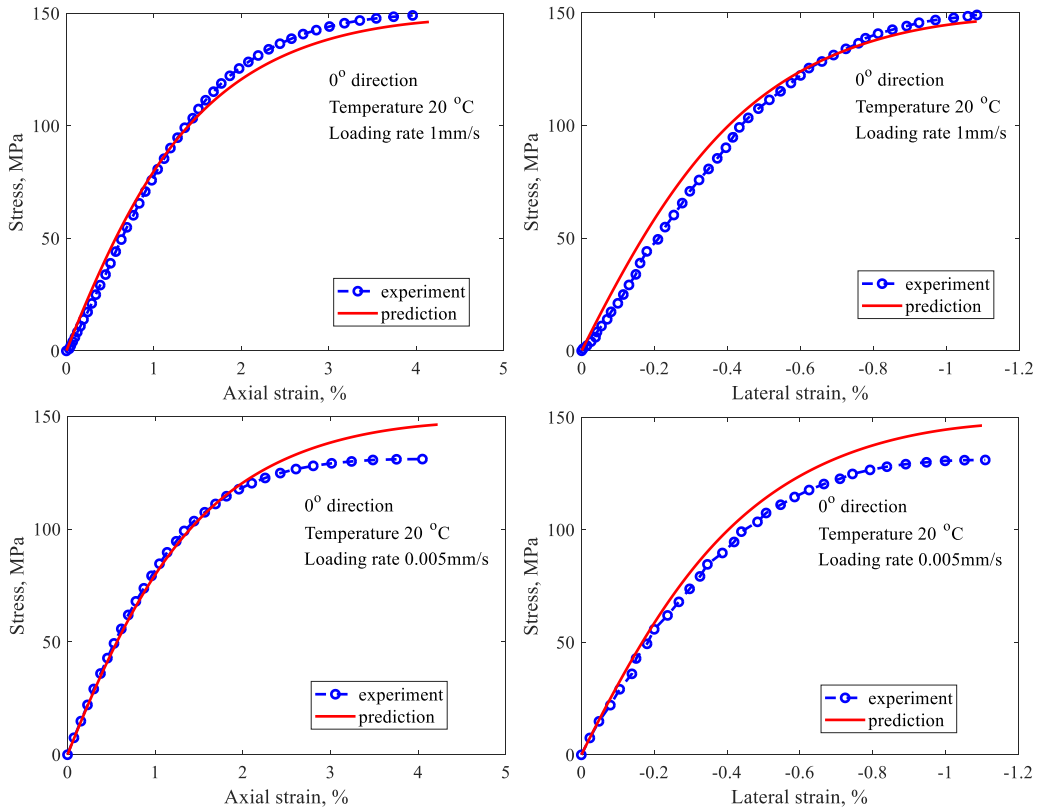 150
100
50
0
Stress, MPa
0° direction
Temperature 20 °C
Loading rate 1mm/s
experiment
prediction
0 1 2 3 4 5
Axial strain, %
150
100
50
0
Stress, MPa
0° direction
Temperature 20 °C
Loading rate 1mm/s
experiment
prediction
0 -0.2 -0.4 -0.6 -0.8 -1 -1.2
Lateral strain, %
150
100
50
0
Stress, MPa
0° direction
Temperature 20 °C
Loading rate 0.005mm/s
experiment
prediction
0 1 2 3 4 5
Axial strain, %
150
100
50
0
Stress, MPa
0° direction
Temperature 20 °C
Loading rate 0.005mm/s
experiment
prediction
0 -0.2 -0.4 -0.6 -0.8 -1 -1.2
Lateral strain, %